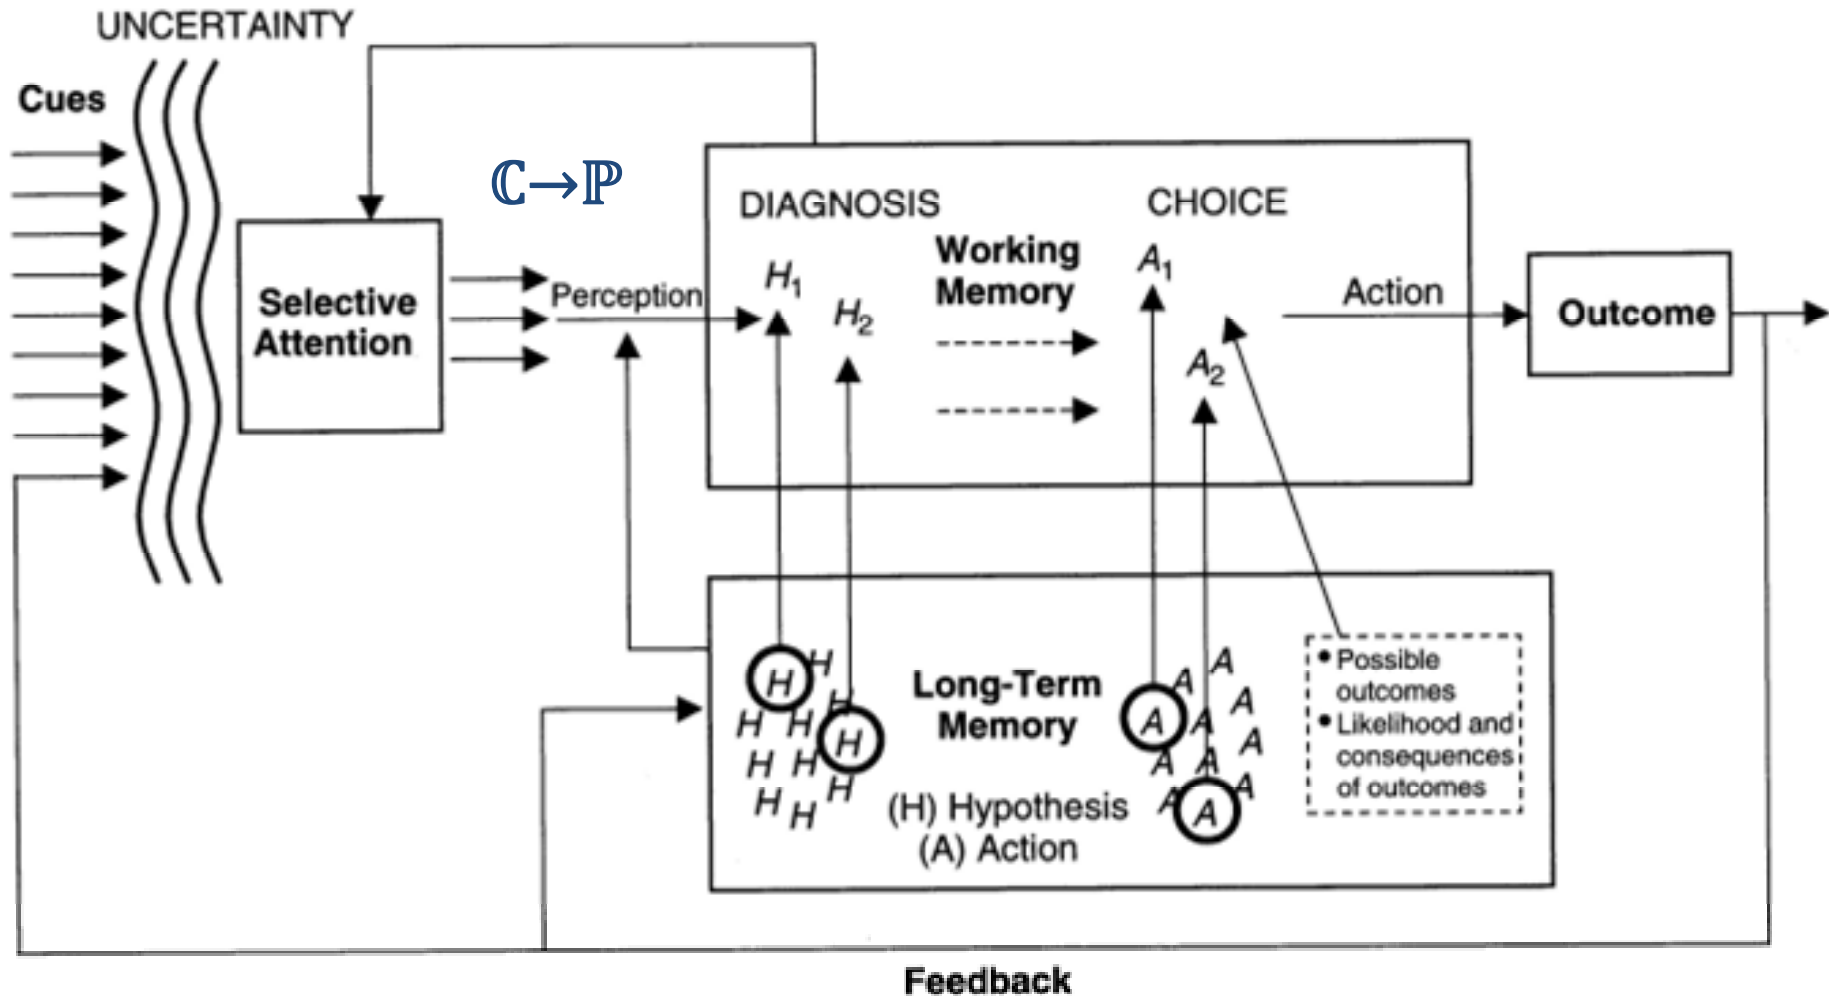 UNCERTAINTY
Cues
ℂ→ℙ
Selective
Attention
Perception
DIAGNOSIS
H₁
H₂
Working
Memory
CHOICE
A₁
A₂
Action
Outcome
H
H
H
H
H
H
H
H
H
H
H
Long-Term
Memory
(H) Hypothesis
(A) Action
A
A
A
A
A
A
A
A
A
A
A
• Possible
outcomes
• Likelihood and
consequences
of outcomes
Feedback